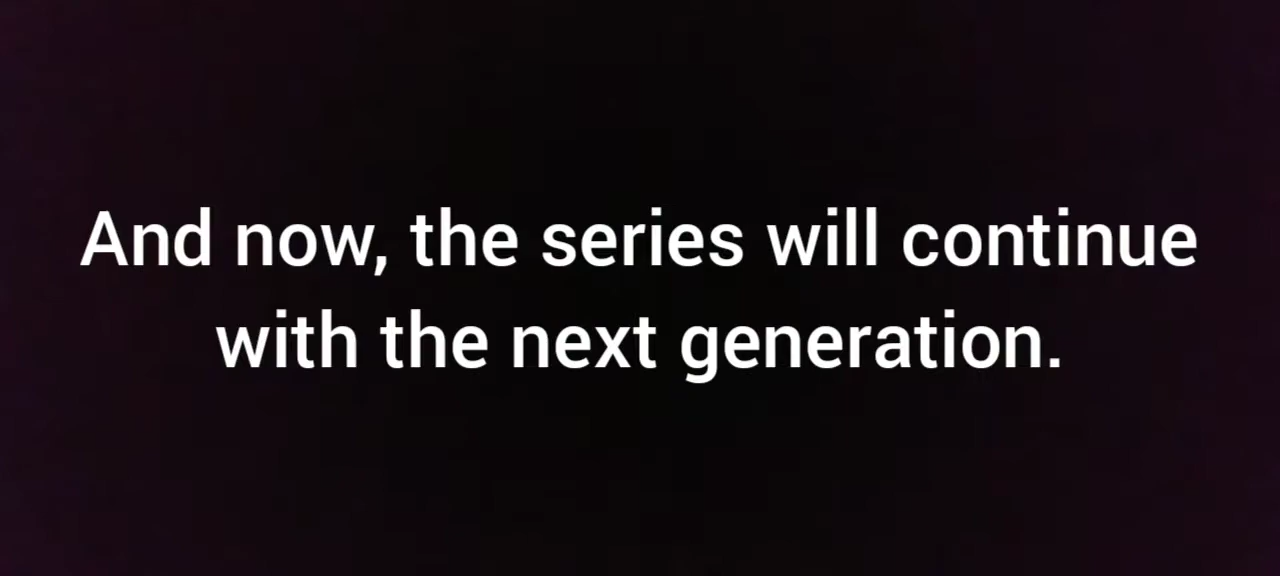 And now, the series will continue
with the next generation.